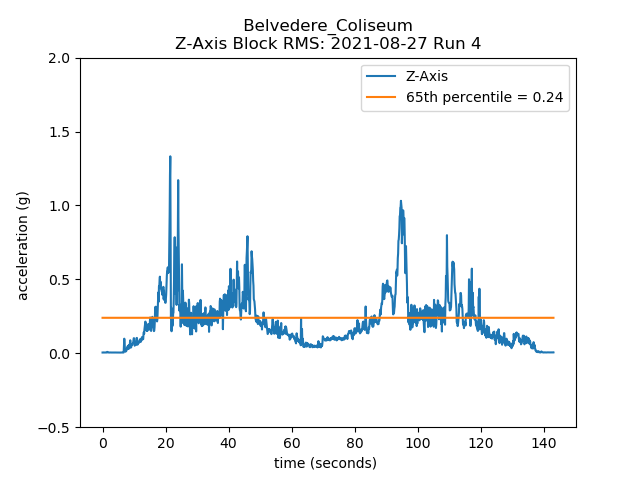 Belvedere_Coliseum
Z-Axis Block RMS: 2021-08-27 Run 4
Z-Axis
65th percentile = 0.24
2.0
1.5
1.0
0.5
0.0
−0.5
acceleration (g)
0 20 40 60 80 100 120 140
time (seconds)